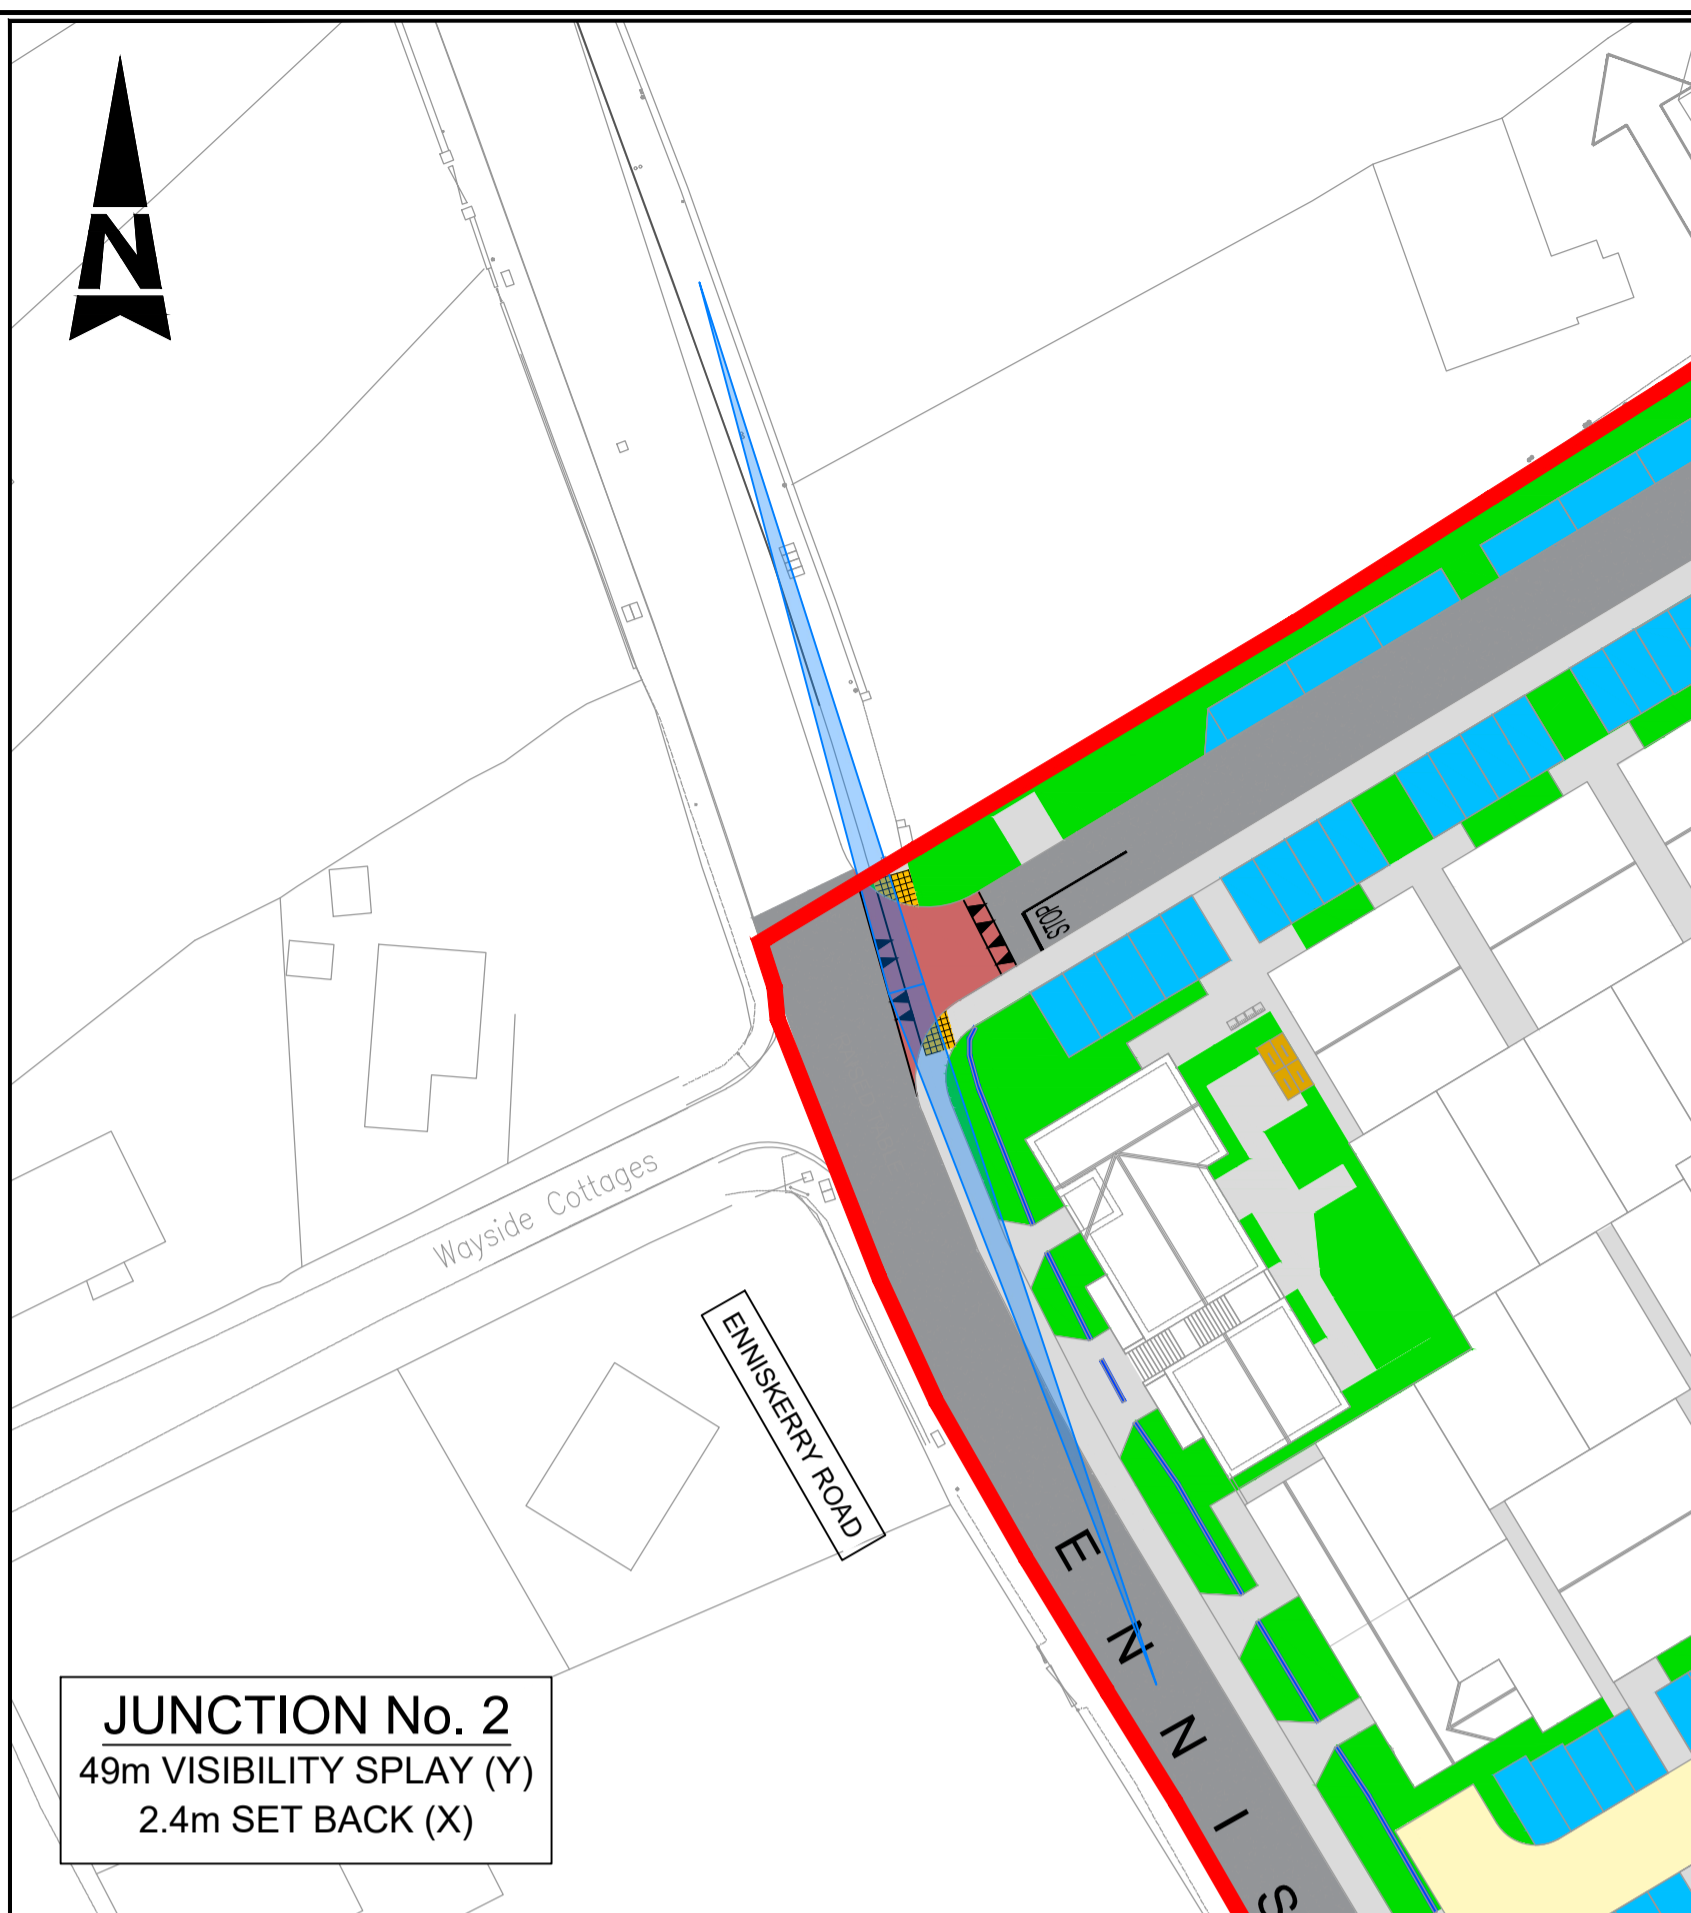 N
STOP
Wayside Cottages
ENNISKERRY ROAD
E N N I S
JUNCTION No. 2
49m VISIBILITY SPLAY (Y)
2.4m SET BACK (X)